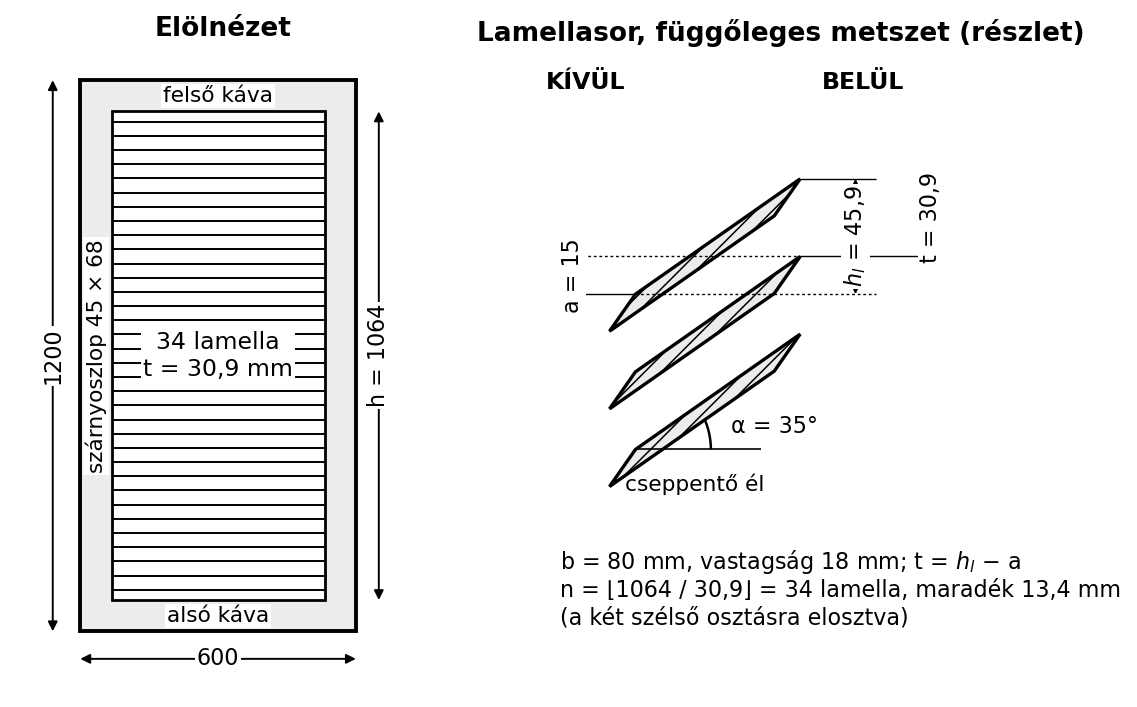 Elölnézet
felső káva
1200
szárnyoszlop 45 × 68
34 lamella
t = 30,9 mm
h = 1064
alsó káva
600
Lamellasor, függőleges metszet (részlet)
KÍVÜL
BELÜL
a = 15
hₗ = 45,9
t = 30,9
α = 35°
cseppentő él
b = 80 mm, vastagság 18 mm; t = hₗ − a
n = ⌊1064 / 30,9⌋ = 34 lamella, maradék 13,4 mm
(a két szélső osztásra elosztva)